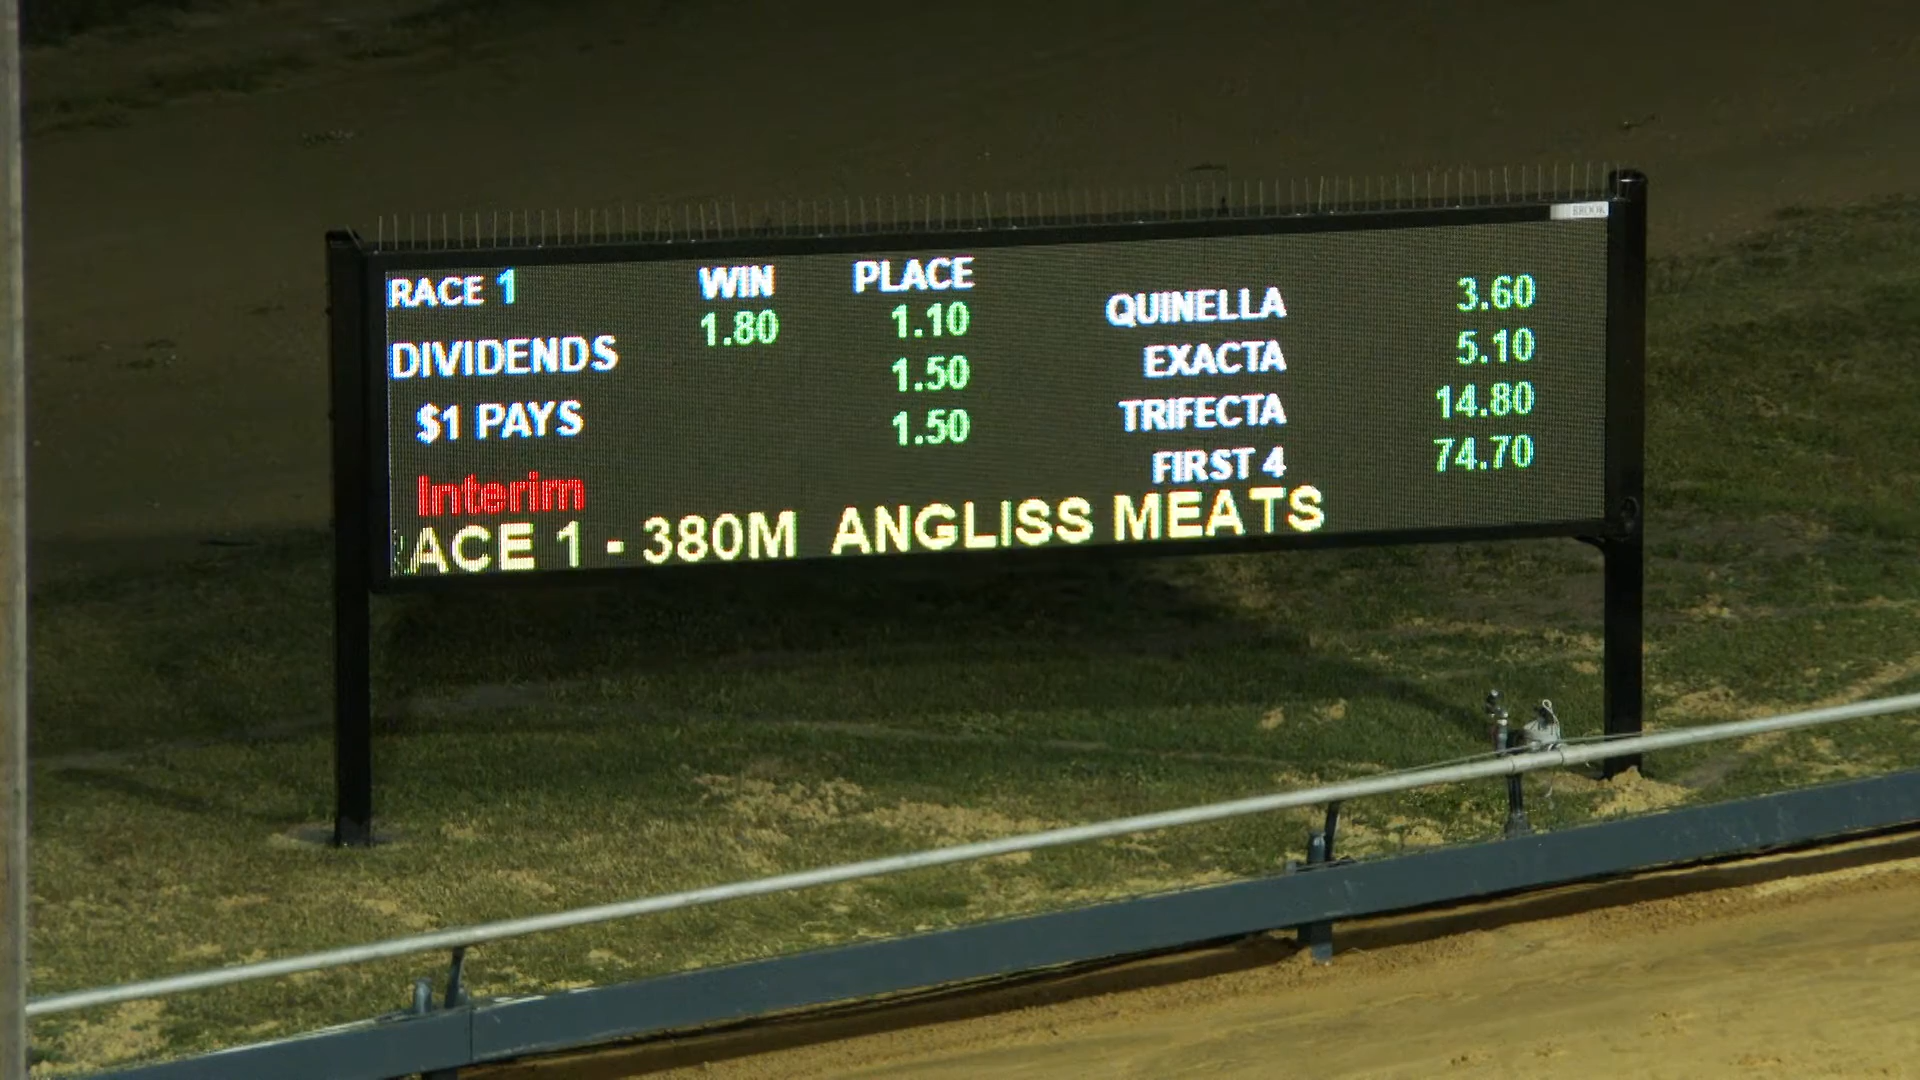 RACE 1 WIN PLACE
1.80 1.10 QUINELLA 3.60
DIVIDENDS 1.50 EXACTA 5.10
$1 PAYS 1.50 TRIFECTA 14.80
FIRST 4 74.70
Interim
ACE 1 - 380M ANGLISS MEATS